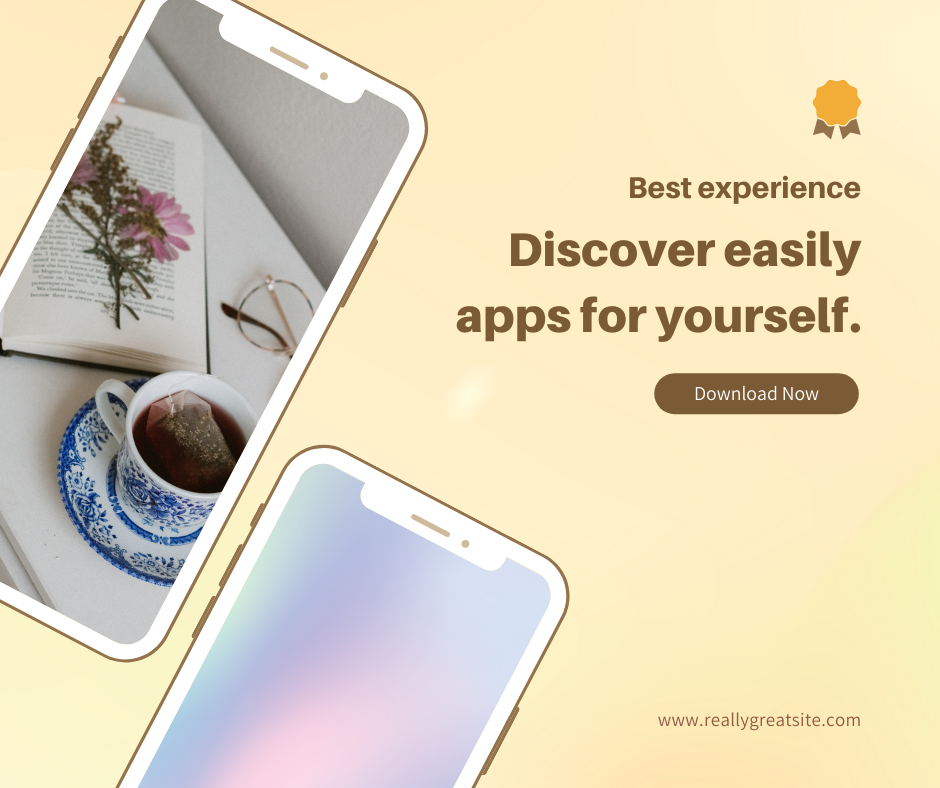 Best experience
Discover easily
apps for yourself.
Download Now
www.reallygreatsite.com